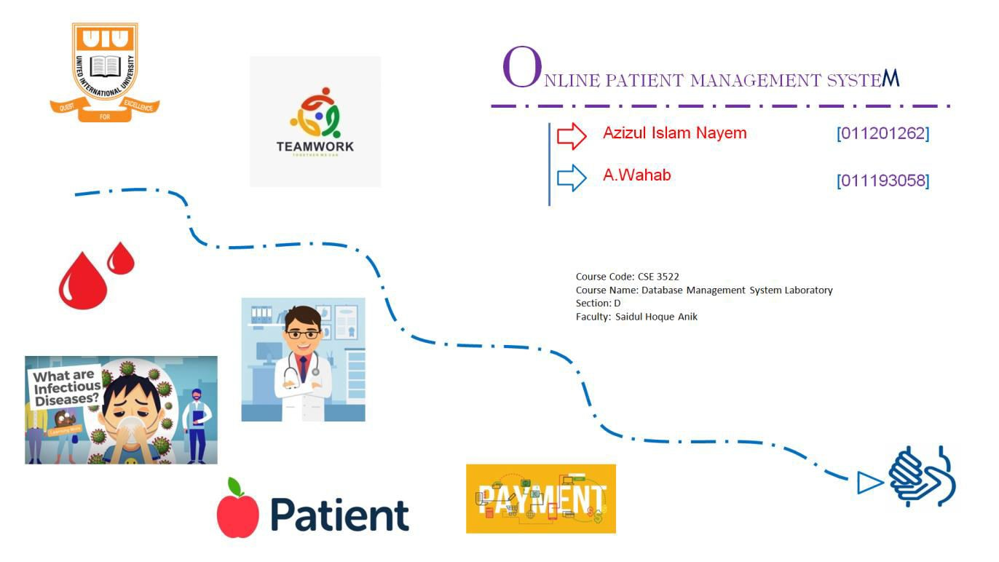 UIU
UNITED INTERNATIONAL UNIVERSITY
QUEST FOR EXCELLENCE
TEAMWORK
TOGETHER WE CAN
ONLINE PATIENT MANAGEMENT SYSTEM
Azizul Islam Nayem [011201262]
A.Wahab [011193058]
Course Code: CSE 3522
Course Name: Database Management System Laboratory
Section: D
Faculty: Saidul Hoque Anik
What are
Infectious
Diseases?
Learning Mole
Patient
PAYMENT